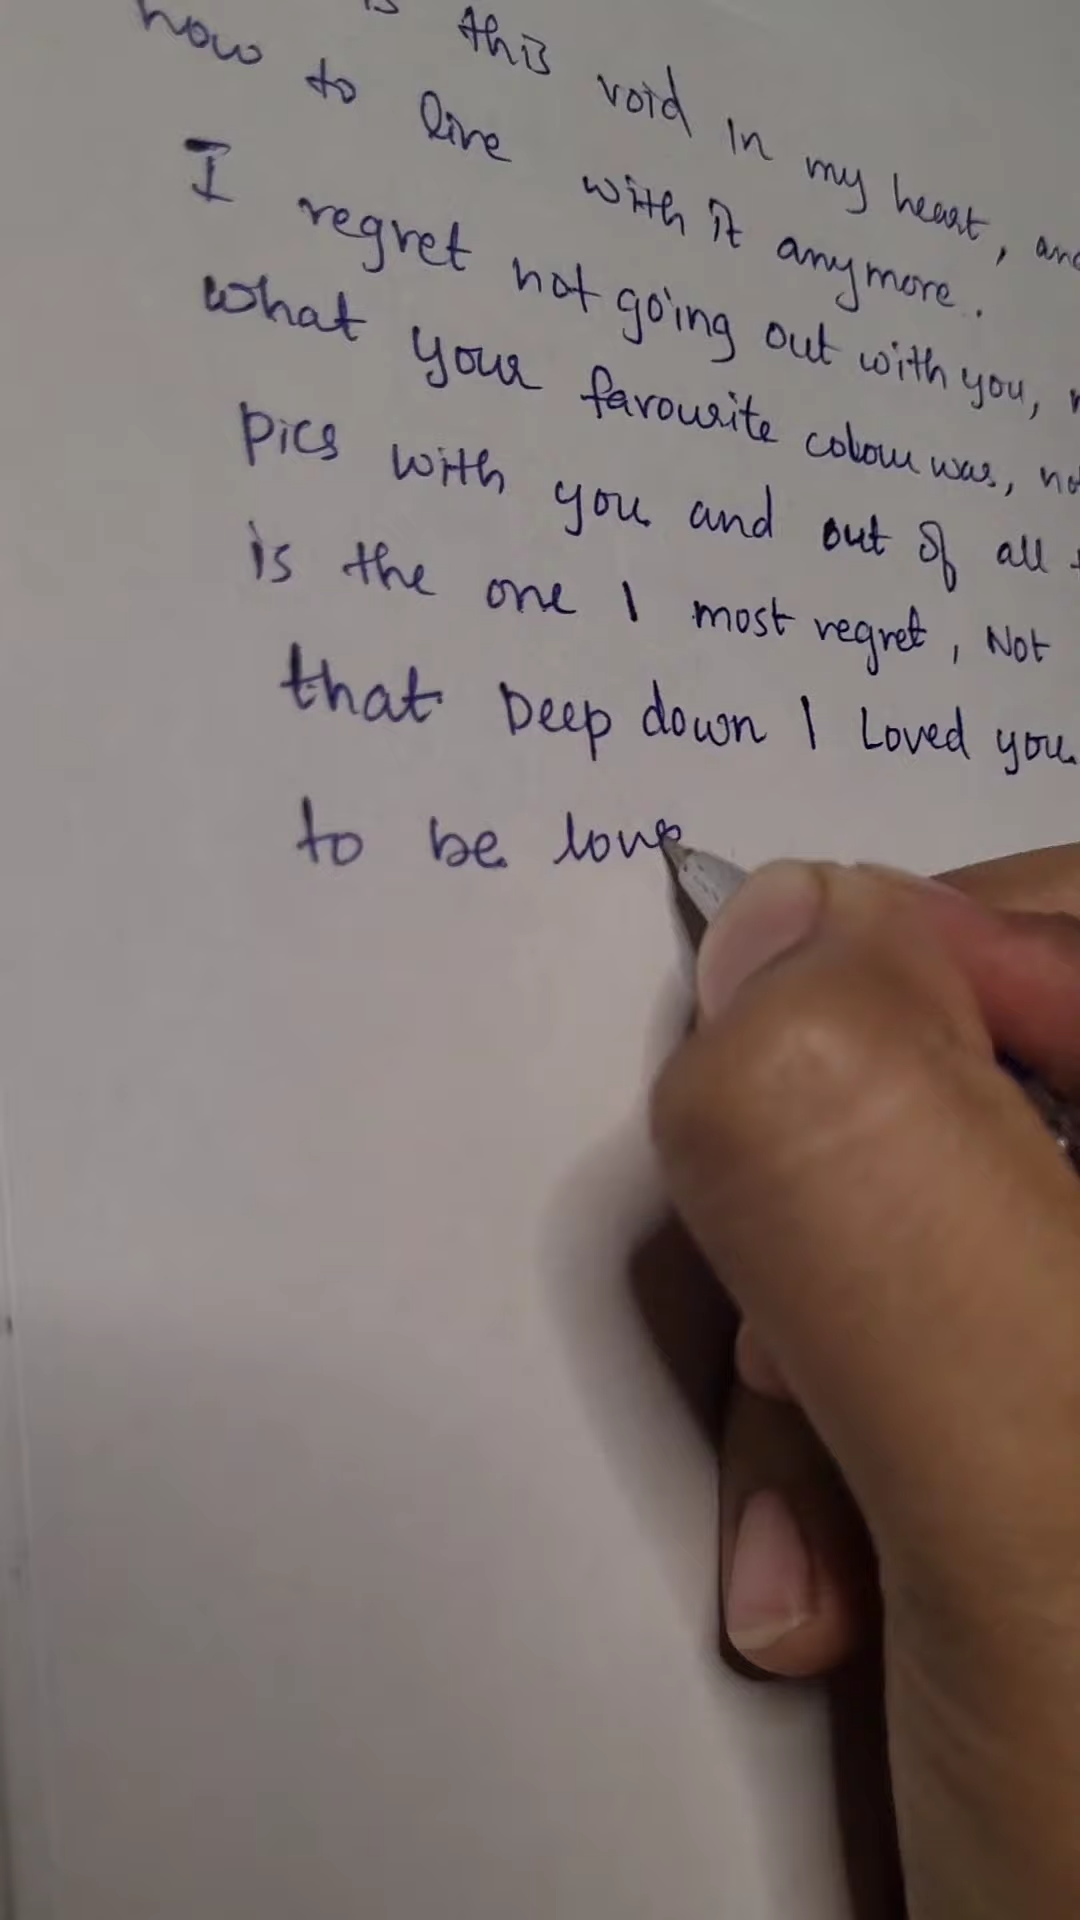 this void in my heart, and
how to live with it anymore.
I regret not going out with you,
what your favourite colour was,
pics with you and out of all
is the one I most regret, Not
that Deep down I Loved you.
to be love